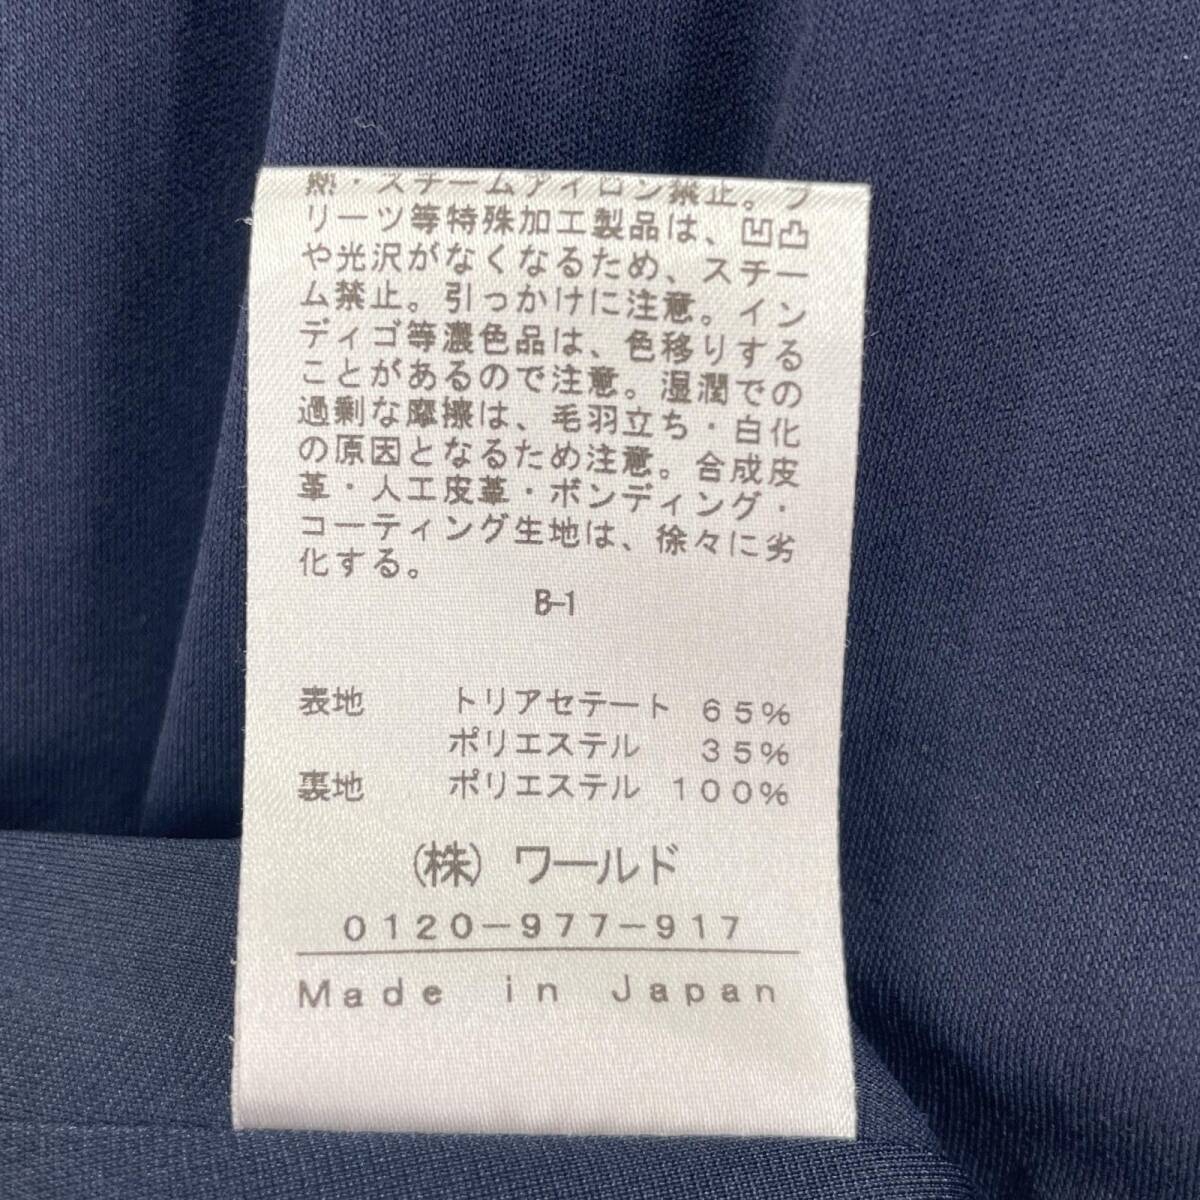 熱・スチームアイロン禁止。プ
リーツ等特殊加工製品は、凹凸
や光沢がなくなるため、スチー
ム禁止。引っかけに注意。イン
ディゴ等濃色品は、色移りする
ことがあるので注意。湿潤での
過剰な摩擦は、毛羽立ち・白化
の原因となるため注意。合成皮
革・人工皮革・ボンディング・
コーティング生地は、徐々に劣
化する。
B-1
表地 トリアセテート 65%
ポリエステル 35%
裏地 ポリエステル 100%
(株) ワールド
0120-977-917
Made in Japan